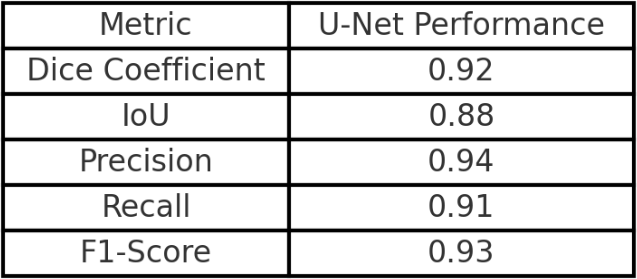 Metric U-Net Performance
Dice Coefficient 0.92
IoU 0.88
Precision 0.94
Recall 0.91
F1-Score 0.93